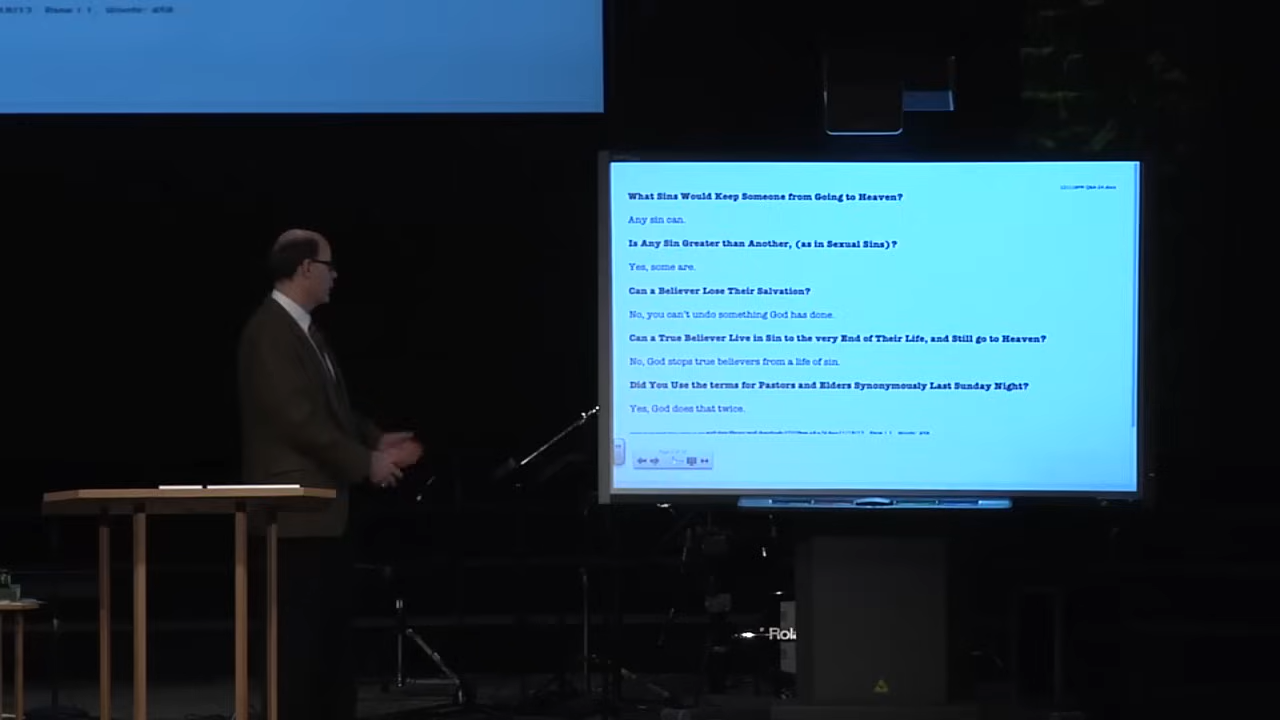 What Sins Would Keep Someone from Going to Heaven?
Any sin can.
Is Any Sin Greater than Another, (as in Sexual Sins)?
Yes, some are.
Can a Believer Lose Their Salvation?
No, you can't undo something God has done.
Can a True Believer Live in Sin to the very End of Their Life, and Still go to Heaven?
No, God stops true believers from a life of sin.
Did You Use the terms for Pastors and Elders Synonymously Last Sunday Night?
Yes, God does that twice.